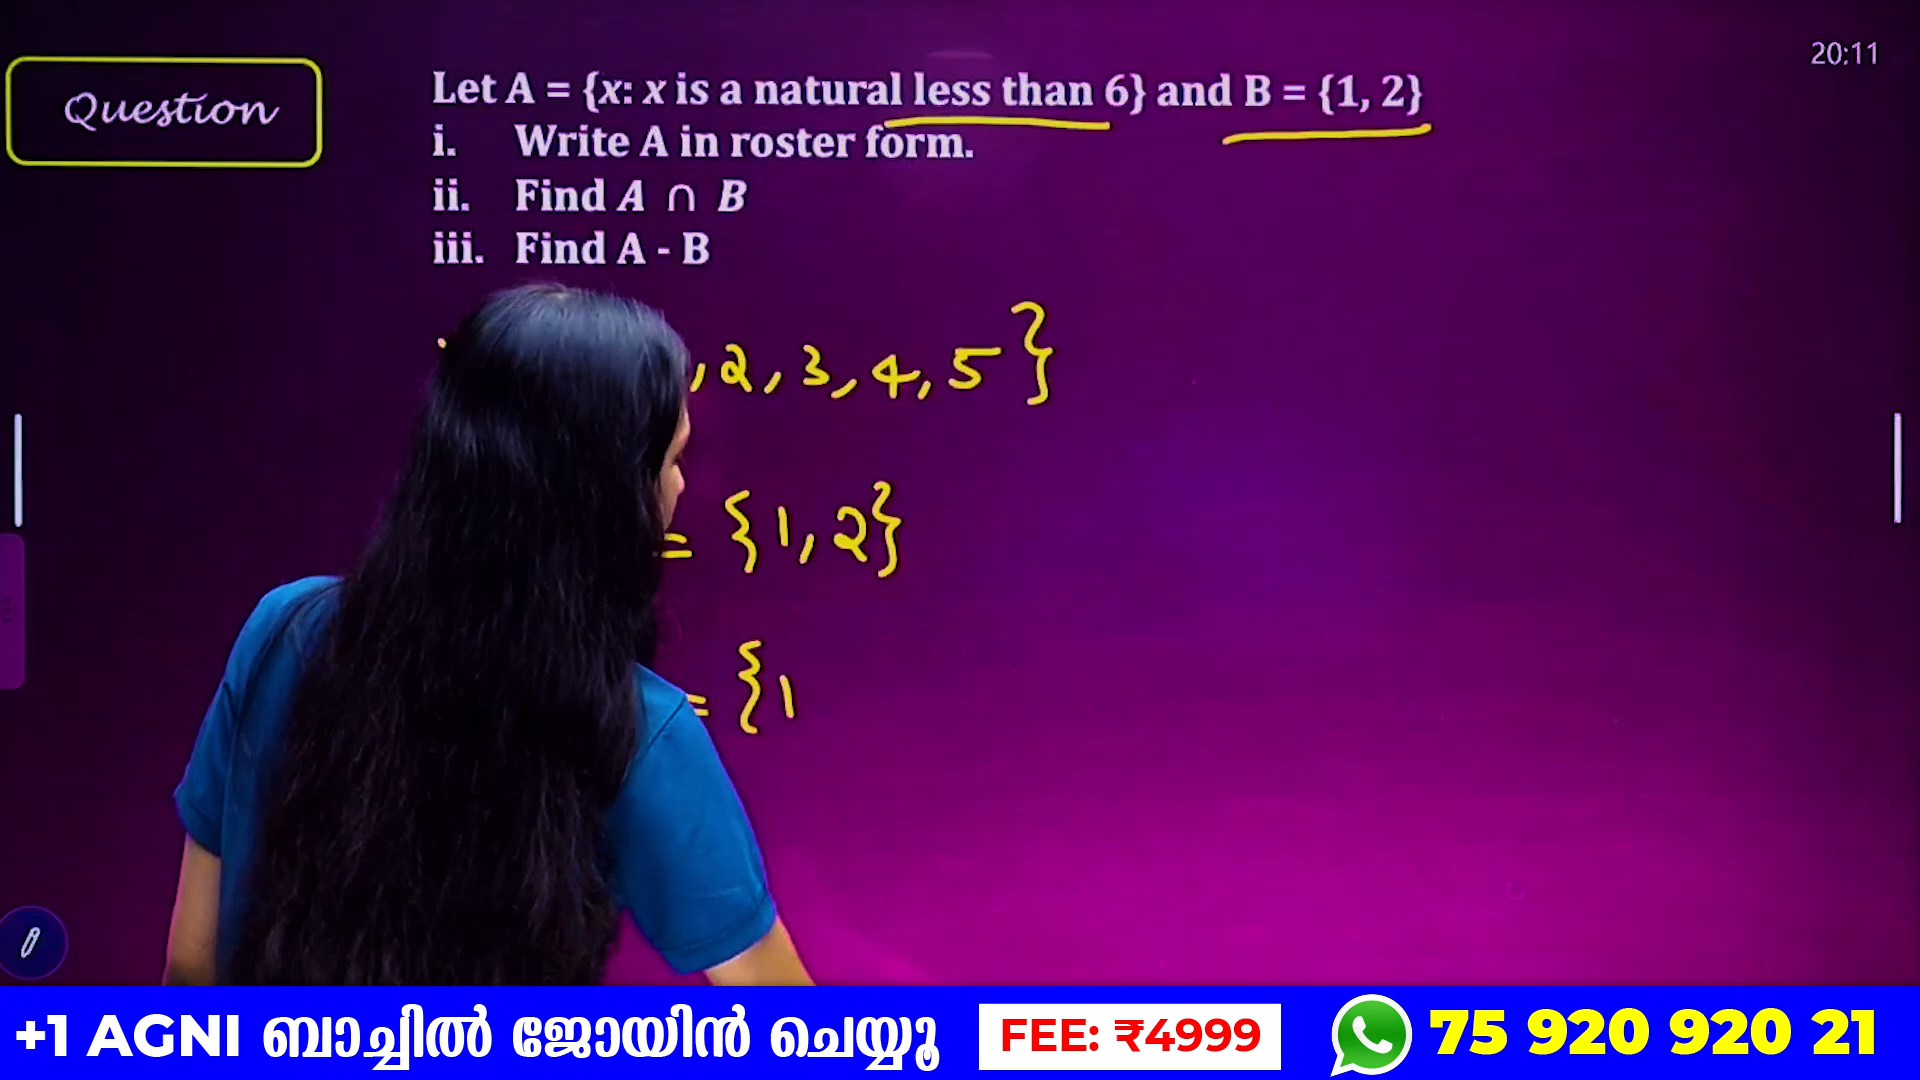 20:11
Question
Let A = {x: x is a natural less than 6} and B = {1, 2}
i. Write A in roster form.
ii. Find A ∩ B
iii. Find A - B
, 2, 3, 4, 5}
= {1, 2}
= {1
+1 AGNI ബാച്ചിൽ ജോയിൻ ചെയ്യൂ FEE: ₹4999 75 920 920 21